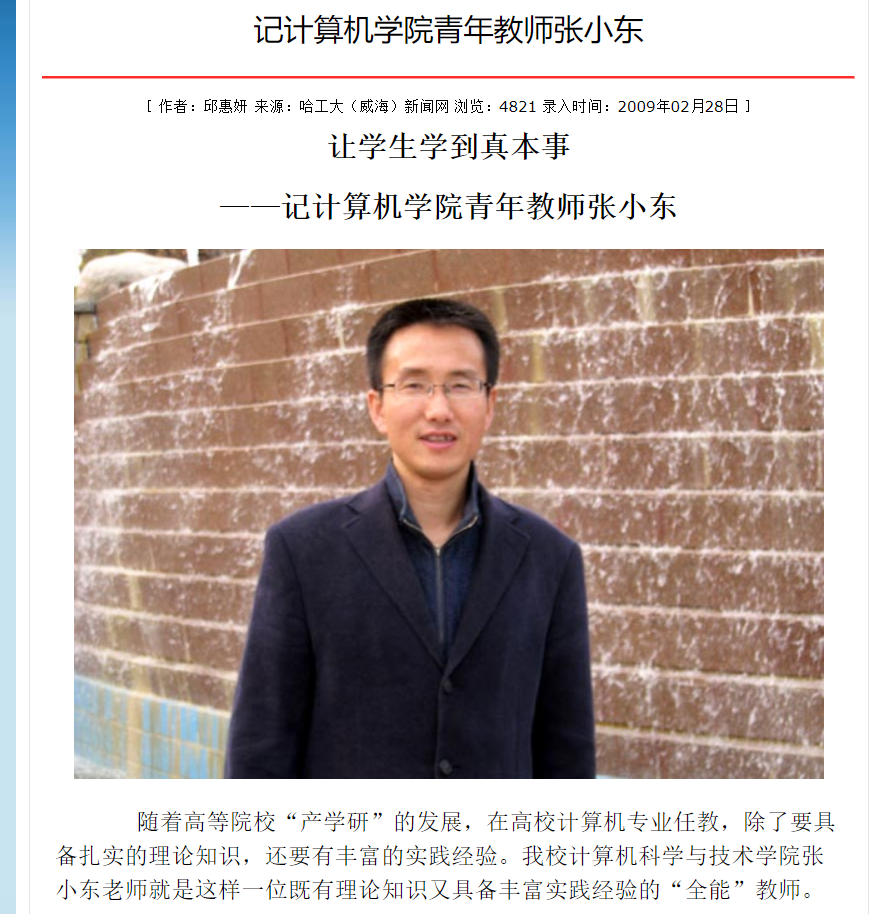 记计算机学院青年教师张小东
[ 作者：邱惠妍 来源：哈工大（威海）新闻网 浏览：4821 录入时间：2009年02月28日 ]
让学生学到真本事
——记计算机学院青年教师张小东
随着高等院校“产学研”的发展，在高校计算机专业任教，除了要具
备扎实的理论知识，还要有丰富的实践经验。我校计算机科学与技术学院张
小东老师就是这样一位既有理论知识又具备丰富实践经验的“全能”教师。